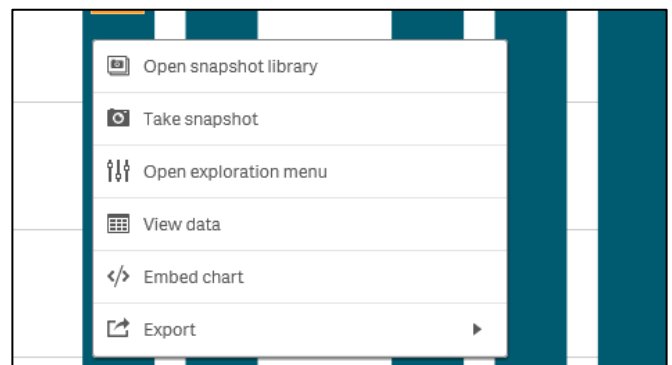 Open snapshot library
Take snapshot
Open exploration menu
View data
Embed chart
Export